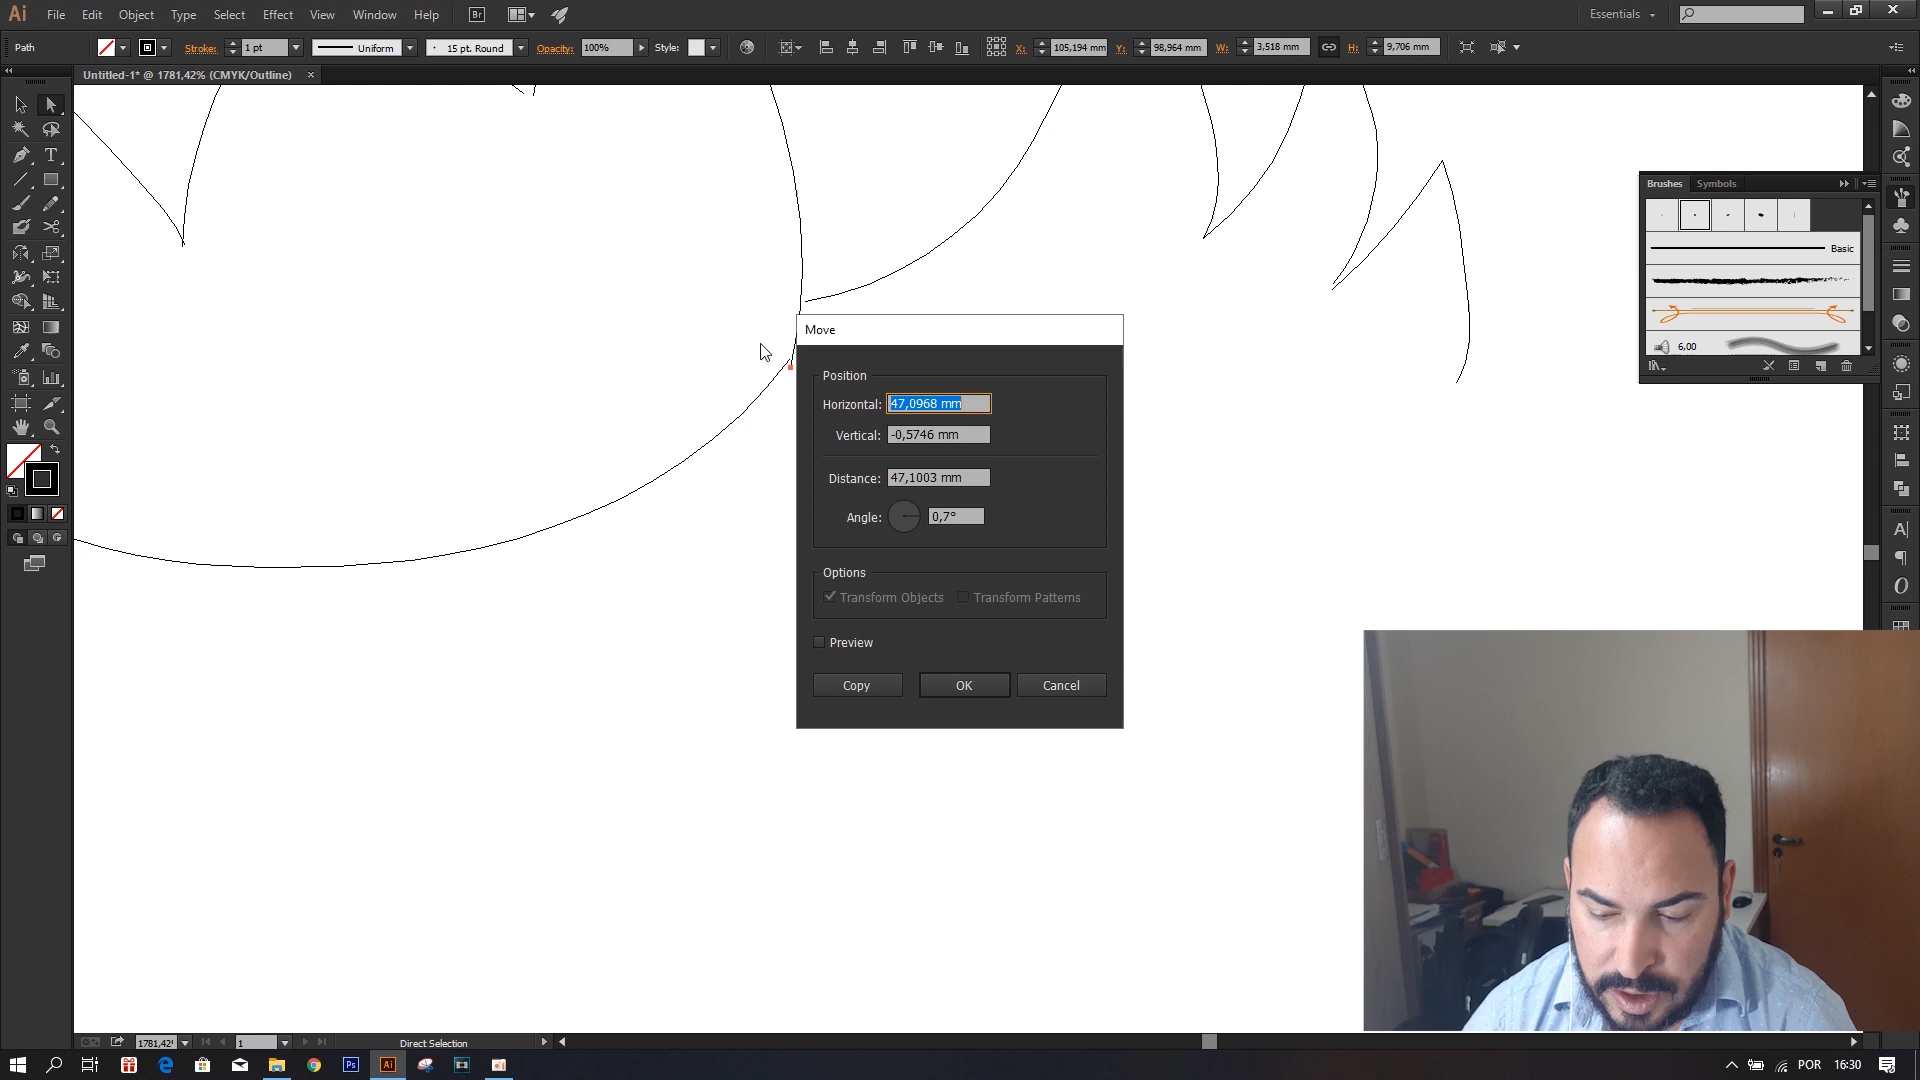 Ai File Edit Object Type Select Effect View Window Help Br Essentials
Path Stroke: 1 pt Uniform 15 pt. Round Opacity: 100% Style: X: 105,194 mm Y: 98,964 mm W: 3,518 mm H: 9,706 mm
Untitled-1* @ 1781,42% (CMYK/Outline) ×
Brushes Symbols
Basic
6,00
Move
Position
Horizontal: 47,0968 mm
Vertical: -0,5746 mm
Distance: 47,1003 mm
Angle: 0,7°
Options
Transform Objects Transform Patterns
Preview
Copy OK Cancel
1781,42% 1 Direct Selection
Ps Ai POR 16:30